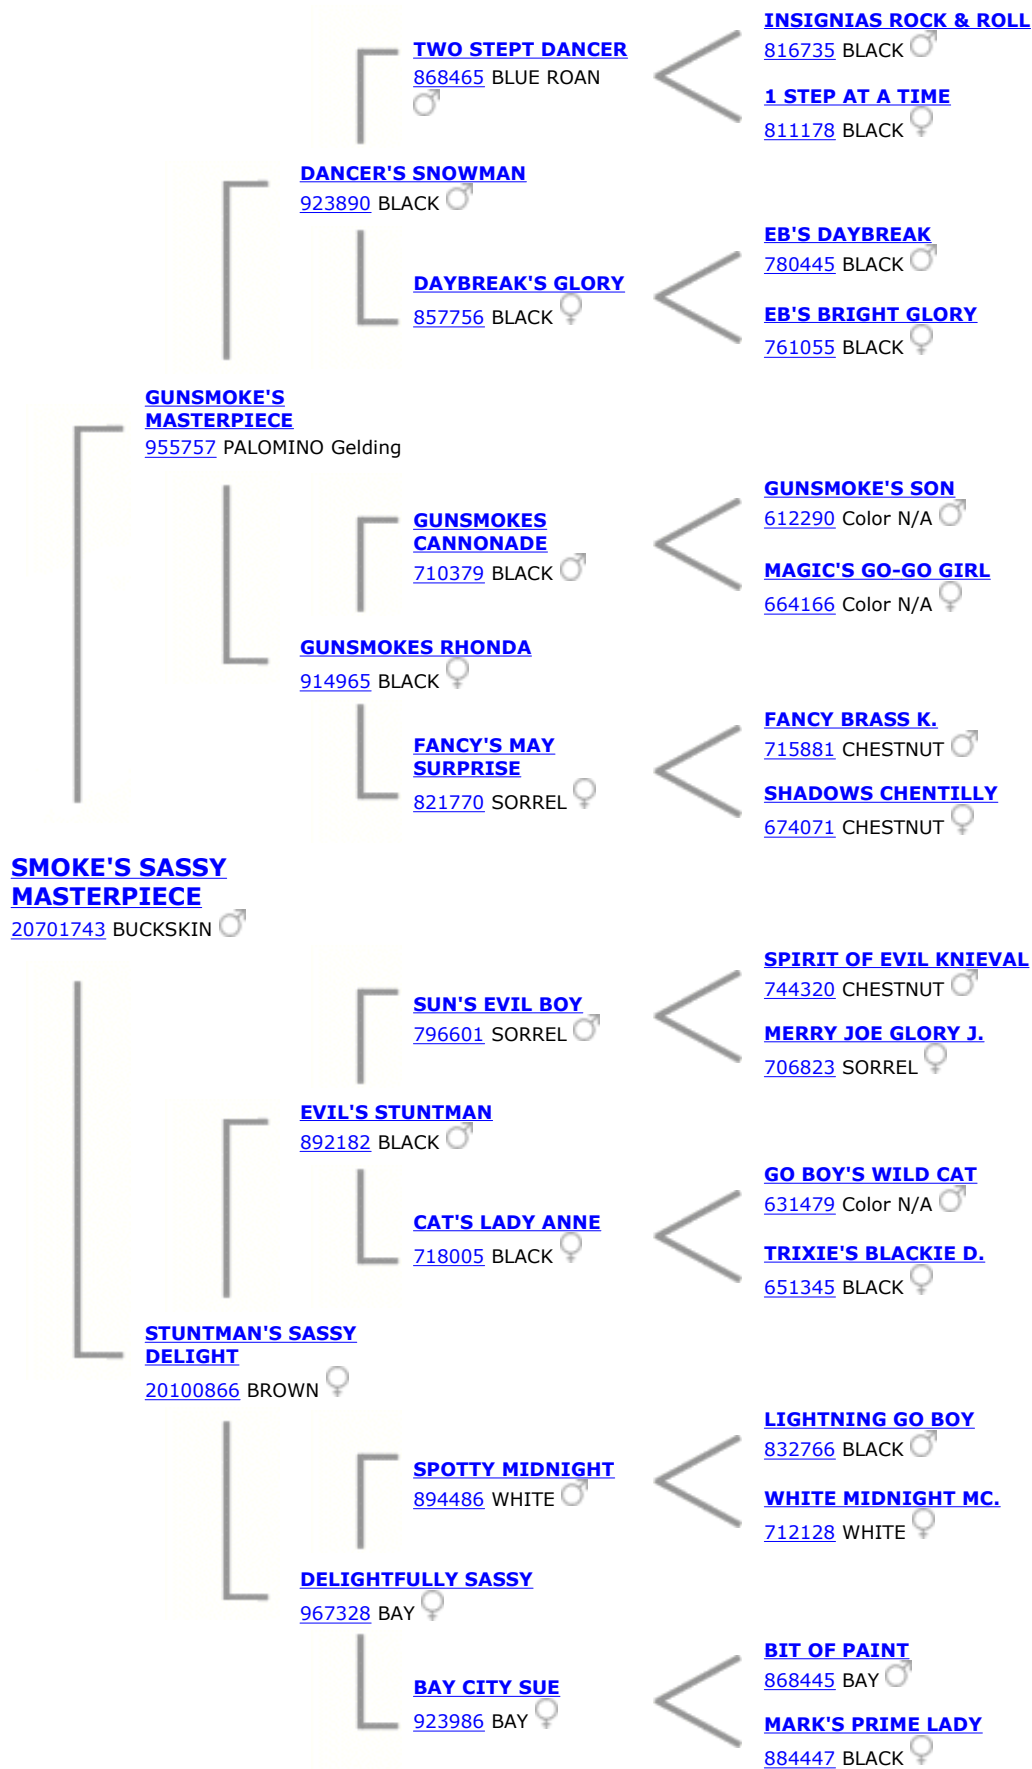 INSIGNIAS ROCK & ROLL
816735 BLACK
TWO STEPT DANCER
868465 BLUE ROAN
1 STEP AT A TIME
811178 BLACK
DANCER'S SNOWMAN
923890 BLACK
EB'S DAYBREAK
780445 BLACK
DAYBREAK'S GLORY
857756 BLACK
EB'S BRIGHT GLORY
761055 BLACK
GUNSMOKE'S
MASTERPIECE
955757 PALOMINO Gelding
GUNSMOKE'S SON
612290 Color N/A
GUNSMOKES
CANNONADE
710379 BLACK
MAGIC'S GO-GO GIRL
664166 Color N/A
GUNSMOKES RHONDA
914965 BLACK
FANCY BRASS K.
715881 CHESTNUT
FANCY'S MAY
SURPRISE
821770 SORREL
SHADOWS CHENTILLY
674071 CHESTNUT
SMOKE'S SASSY
MASTERPIECE
20701743 BUCKSKIN
SPIRIT OF EVIL KNIEVAL
744320 CHESTNUT
SUN'S EVIL BOY
796601 SORREL
MERRY JOE GLORY J.
706823 SORREL
EVIL'S STUNTMAN
892182 BLACK
GO BOY'S WILD CAT
631479 Color N/A
CAT'S LADY ANNE
718005 BLACK
TRIXIE'S BLACKIE D.
651345 BLACK
STUNTMAN'S SASSY
DELIGHT
20100866 BROWN
LIGHTNING GO BOY
832766 BLACK
SPOTTY MIDNIGHT
894486 WHITE
WHITE MIDNIGHT MC.
712128 WHITE
DELIGHTFULLY SASSY
967328 BAY
BIT OF PAINT
868445 BAY
BAY CITY SUE
923986 BAY
MARK'S PRIME LADY
884447 BLACK